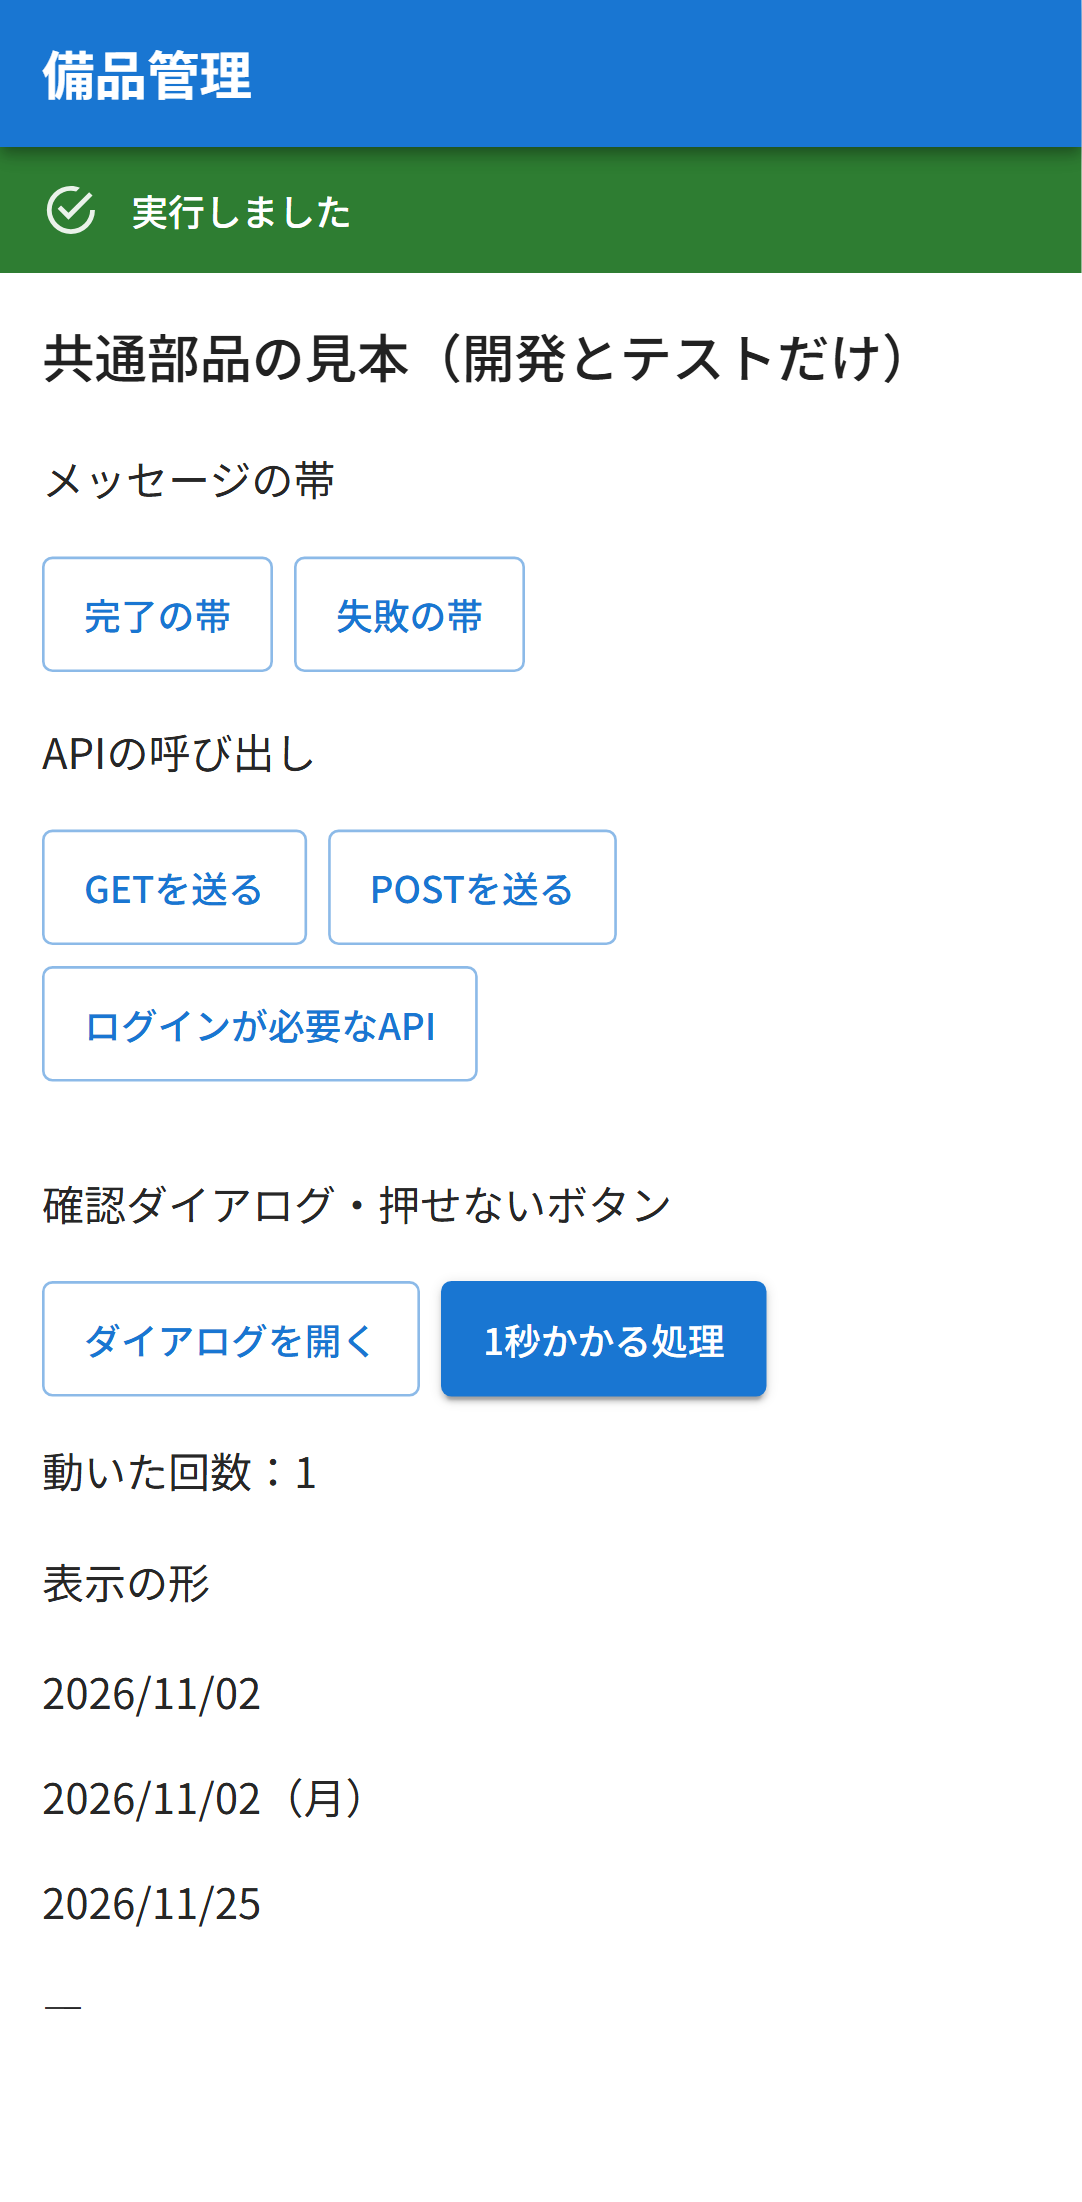 備品管理
実行しました
共通部品の見本（開発とテストだけ）
メッセージの帯
完了の帯
失敗の帯
APIの呼び出し
GETを送る
POSTを送る
ログインが必要なAPI
確認ダイアログ・押せないボタン
ダイアログを開く
1秒かかる処理
動いた回数：1
表示の形
2026/11/02
2026/11/02（月）
2026/11/25
—